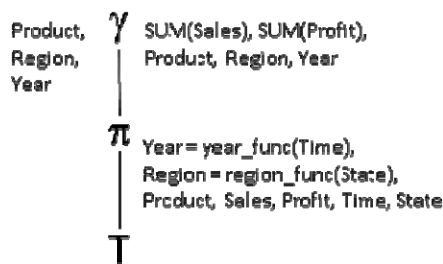 Product,
Region,
Year
γ
SUM(Sales), SUM(Profit),
Product, Region, Year
π
Year = year_func(Time),
Region = region_func(State),
Product, Sales, Profit, Time, State
T